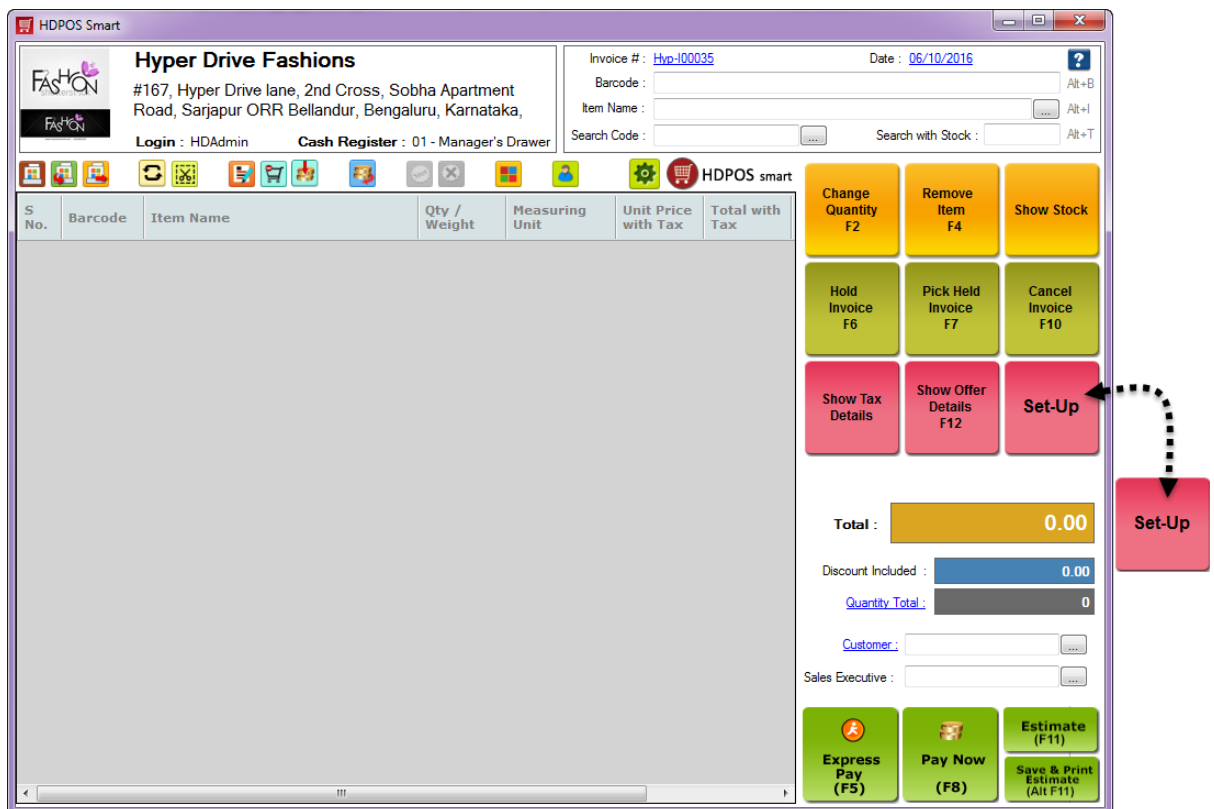 HDPOS Smart
FASHON
FASHON
Hyper Drive Fashions
#167, Hyper Drive lane, 2nd Cross, Sobha Apartment
Road, Sarjapur ORR Bellandur, Bengaluru, Karnataka,
Login : HDAdmin Cash Register : 01 - Manager's Drawer
Invoice # : Hyp-I00035 Date : 06/10/2016 ?
Barcode : Alt+B
Item Name : ... Alt+I
Search Code : ... Search with Stock : Alt+T
HDPOS smart
S No. Barcode Item Name Qty / Weight Measuring Unit Unit Price with Tax Total with Tax
Change
Quantity
F2
Remove
Item
F4
Show Stock
Hold
Invoice
F6
Pick Held
Invoice
F7
Cancel
Invoice
F10
Show Tax
Details
Show Offer
Details
F12
Set-Up
Set-Up
Total : 0.00
Discount Included : 0.00
Quantity Total : 0
Customer : ...
Sales Executive : ...
Express
Pay
(F5)
Pay Now
(F8)
Estimate
(F11)
Save & Print
Estimate
(Alt F11)